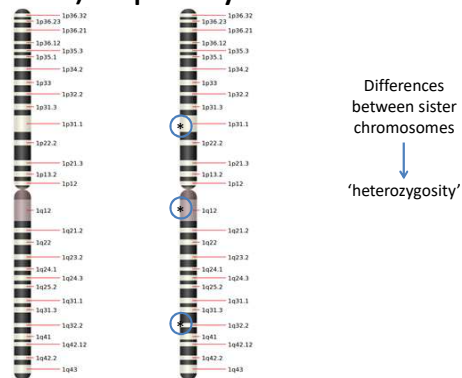 1p36.32
1p36.23
1p36.21
1p36.12
1p35.3
1p35.1
1p34.2
1p33
1p32.2
1p31.3
1p31.1
1p22.2
1p21.3
1p13.2
1p12
1q12
1q21.2
1q22
1q23.2
1q24.1
1q24.3
1q25.2
1q31.1
1q31.3
1q32.2
1q41
1q42.12
1q42.2
1q43
1p36.32
1p36.23
1p36.21
1p36.12
1p35.3
1p35.1
1p34.2
1p33
1p32.2
1p31.3
*
1p31.1
1p22.2
1p21.3
1p13.2
1p12
*
1q12
1q21.2
1q22
1q23.2
1q24.1
1q24.3
1q25.2
1q31.1
1q31.3
*
1q32.2
1q41
1q42.12
1q42.2
1q43
Differences
between sister
chromosomes
'heterozygosity'